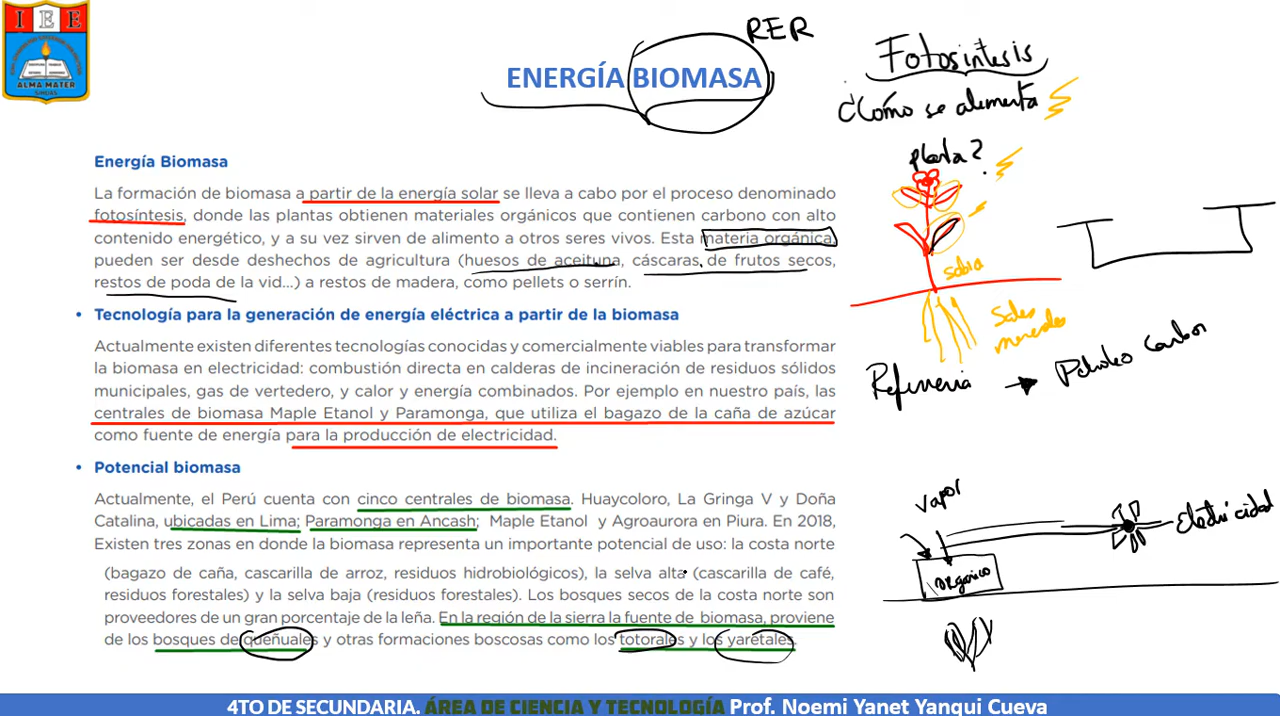 IEE
ALMA MATER
SIHUAS
ENERGÍA BIOMASA
RER
Energía Biomasa
La formación de biomasa a partir de la energía solar se lleva a cabo por el proceso denominado
fotosíntesis, donde las plantas obtienen materiales orgánicos que contienen carbono con alto
contenido energético, y a su vez sirven de alimento a otros seres vivos. Esta materia orgánica,
pueden ser desde deshechos de agricultura (huesos de aceituna, cáscaras de frutos secos,
restos de poda de la vid...) a restos de madera, como pellets o serrín.
• Tecnología para la generación de energía eléctrica a partir de la biomasa
Actualmente existen diferentes tecnologías conocidas y comercialmente viables para transformar
la biomasa en electricidad: combustión directa en calderas de incineración de residuos sólidos
municipales, gas de vertedero, y calor y energía combinados. Por ejemplo en nuestro país, las
centrales de biomasa Maple Etanol y Paramonga, que utiliza el bagazo de la caña de azúcar
como fuente de energía para la producción de electricidad.
• Potencial biomasa
Actualmente, el Perú cuenta con cinco centrales de biomasa. Huaycoloro, La Gringa V y Doña
Catalina, ubicadas en Lima; Paramonga en Ancash; Maple Etanol y Agroaurora en Piura. En 2018,
Existen tres zonas en donde la biomasa representa un importante potencial de uso: la costa norte
(bagazo de caña, cascarilla de arroz, residuos hidrobiológicos), la selva alta (cascarilla de café,
residuos forestales) y la selva baja (residuos forestales). Los bosques secos de la costa norte son
proveedores de un gran porcentaje de la leña. En la región de la sierra la fuente de biomasa, proviene
de los bosques de queñuales y otras formaciones boscosas como los totorales y los yaretales.
Fotosintesis
¿Cómo se alimenta
planta?
sabia
Sales
minerales
Refineria
Petroleo Carbon
vapor
Electricidad
organico
4TO DE SECUNDARIA. ÁREA DE CIENCIA Y TECNOLOGÍA Prof. Noemi Yanet Yanqui Cueva